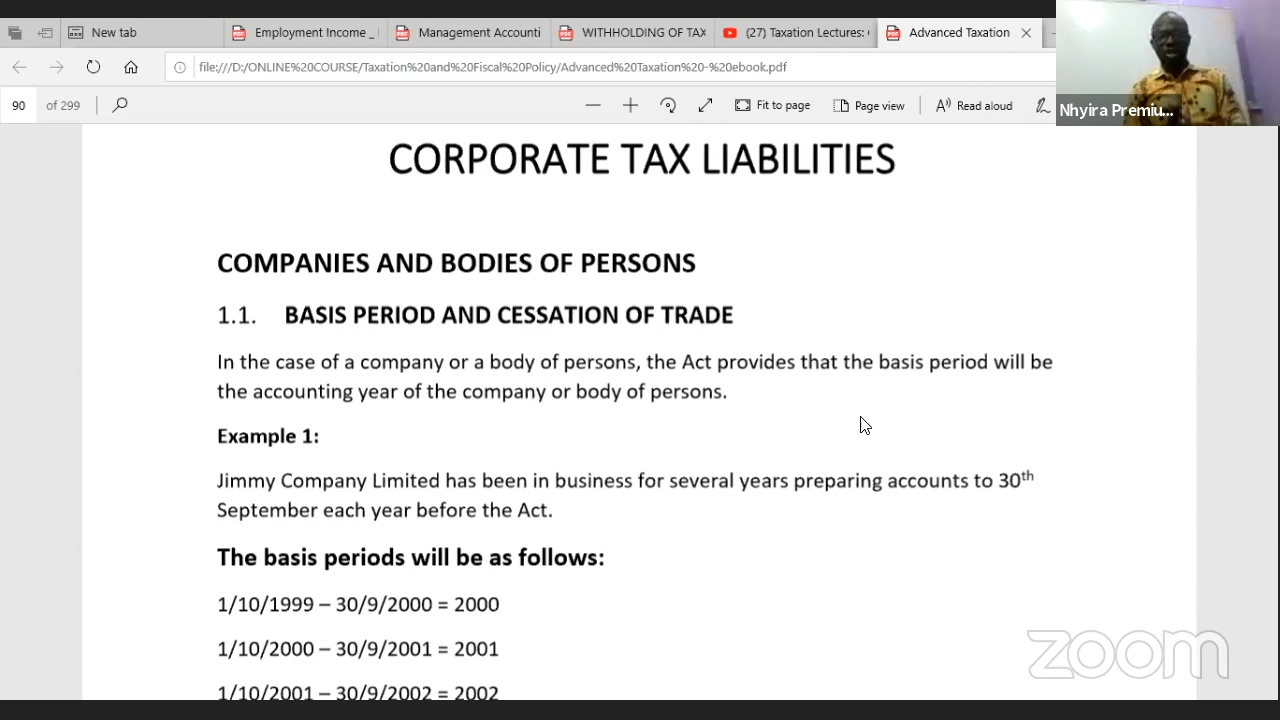 New tab
Employment Income _
Management Accounti
WITHHOLDING OF TAX
(27) Taxation Lectures:
Advanced Taxation
file:///D:/ONLINE%20COURSE/Taxation%20and%20Fiscal%20Policy/Advanced%20Taxation%20-%20ebook.pdf
90 of 299
Fit to page
Page view
Read aloud
Nhyira Premiu...
CORPORATE TAX LIABILITIES
COMPANIES AND BODIES OF PERSONS
1.1. BASIS PERIOD AND CESSATION OF TRADE
In the case of a company or a body of persons, the Act provides that the basis period will be
the accounting year of the company or body of persons.
Example 1:
Jimmy Company Limited has been in business for several years preparing accounts to 30th
September each year before the Act.
The basis periods will be as follows:
1/10/1999 – 30/9/2000 = 2000
1/10/2000 – 30/9/2001 = 2001
1/10/2001 – 30/9/2002 = 2002
zoom